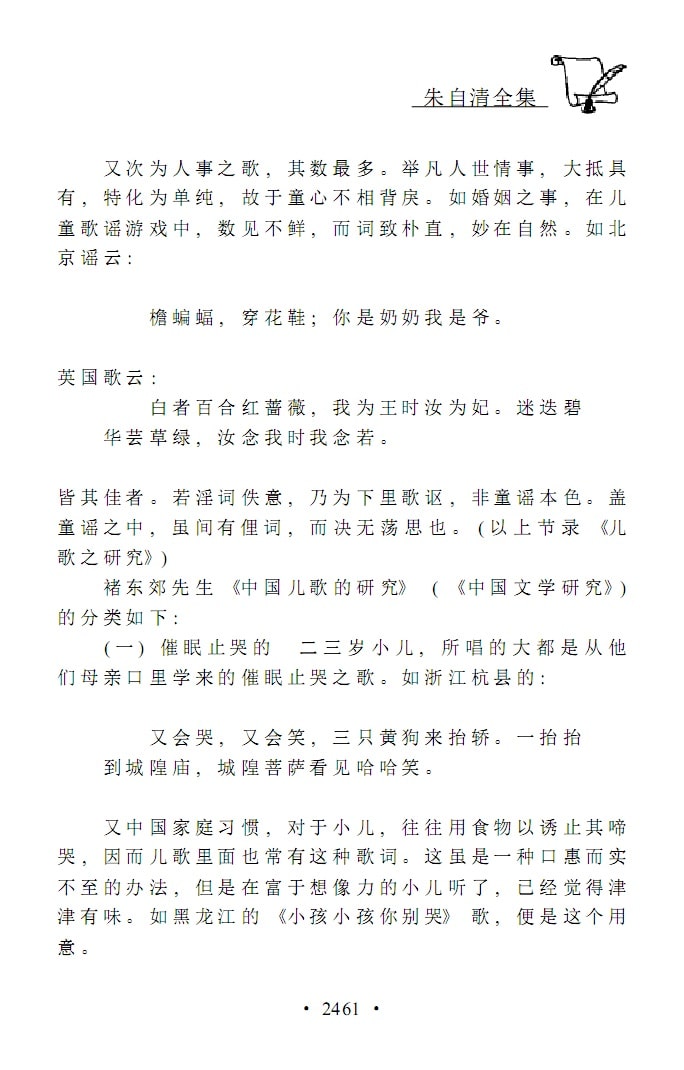 朱自清全集
又次为人事之歌，其数最多。举凡人世情事，大抵具
有，特化为单纯，故于童心不相背戾。如婚姻之事，在儿
童歌谣游戏中，数见不鲜，而词致朴直，妙在自然。如北
京谣云：
檐蝙蝠，穿花鞋；你是奶奶我是爷。
英国歌云：
白者百合红蔷薇，我为王时汝为妃。迷迭碧
华芸草绿，汝念我时我念若。
皆其佳者。若淫词佚意，乃为下里歌讴，非童谣本色。盖
童谣之中，虽间有俚词，而决无荡思也。(以上节录《儿
歌之研究》)
褚东郊先生《中国儿歌的研究》(《中国文学研究》)
的分类如下：
(一) 催眠止哭的　二三岁小儿，所唱的大都是从他
们母亲口里学来的催眠止哭之歌。如浙江杭县的：
又会哭，又会笑，三只黄狗来抬轿。一抬抬
到城隍庙，城隍菩萨看见哈哈笑。
又中国家庭习惯，对于小儿，往往用食物以诱止其啼
哭，因而儿歌里面也常有这种歌词。这虽是一种口惠而实
不至的办法，但是在富于想像力的小儿听了，已经觉得津
津有味。如黑龙江的《小孩小孩你别哭》歌，便是这个用
意。
· 2461 ·